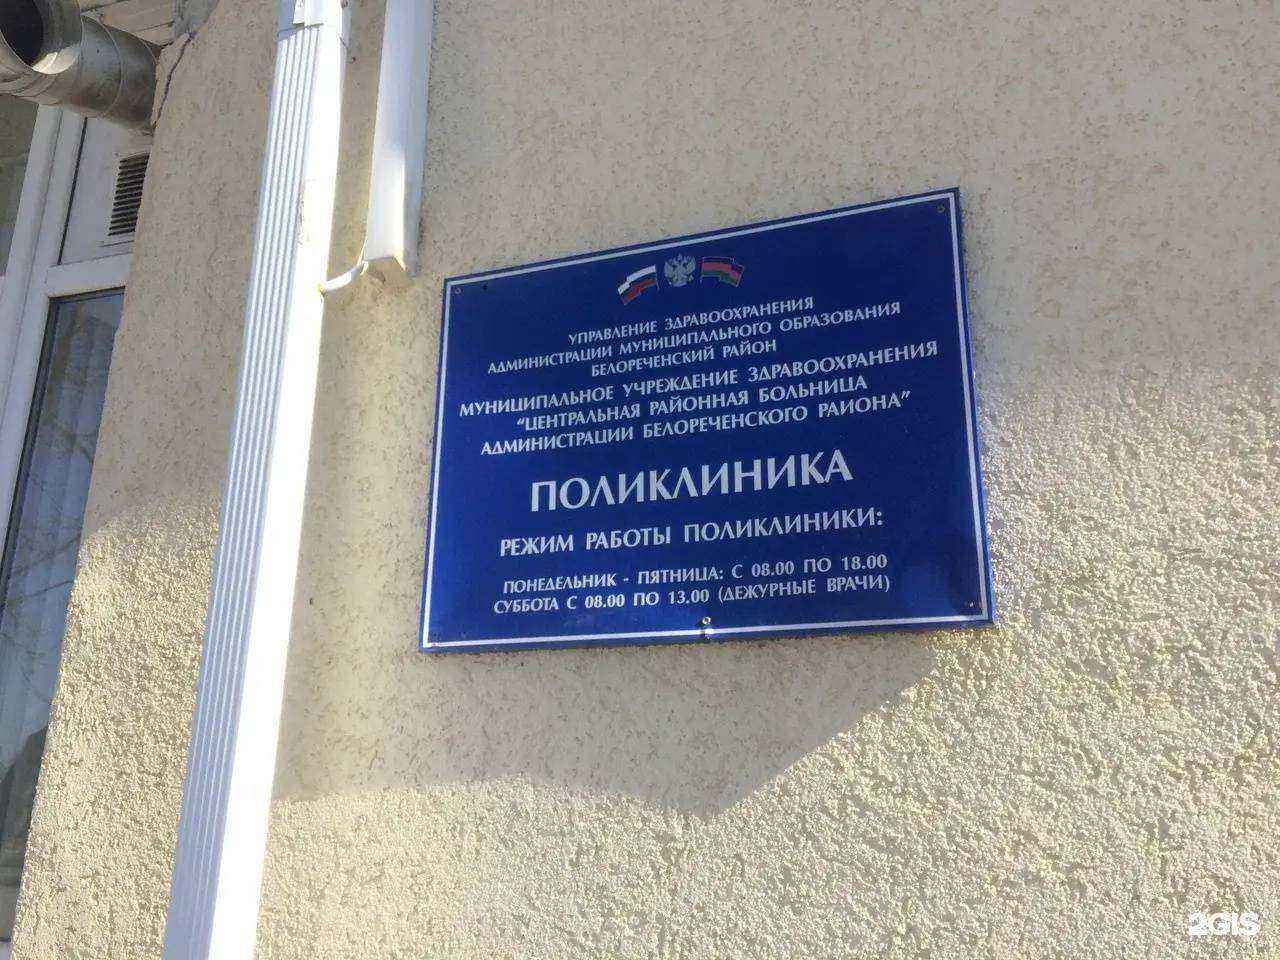 УПРАВЛЕНИЕ ЗДРАВООХРАНЕНИЯ
АДМИНИСТРАЦИИ МУНИЦИПАЛЬНОГО ОБРАЗОВАНИЯ
БЕЛОРЕЧЕНСКИЙ РАЙОН
МУНИЦИПАЛЬНОЕ УЧРЕЖДЕНИЕ ЗДРАВООХРАНЕНИЯ
"ЦЕНТРАЛЬНАЯ РАЙОННАЯ БОЛЬНИЦА
АДМИНИСТРАЦИИ БЕЛОРЕЧЕНСКОГО РАИОНА"
ПОЛИКЛИНИКА
РЕЖИМ РАБОТЫ ПОЛИКЛИНИКИ:
ПОНЕДЕЛЬНИК - ПЯТНИЦА: С 08.00 ПО 18.00
СУББОТА С 08.00 ПО 13.00 (ДЕЖУРНЫЕ ВРАЧИ)
2GIS